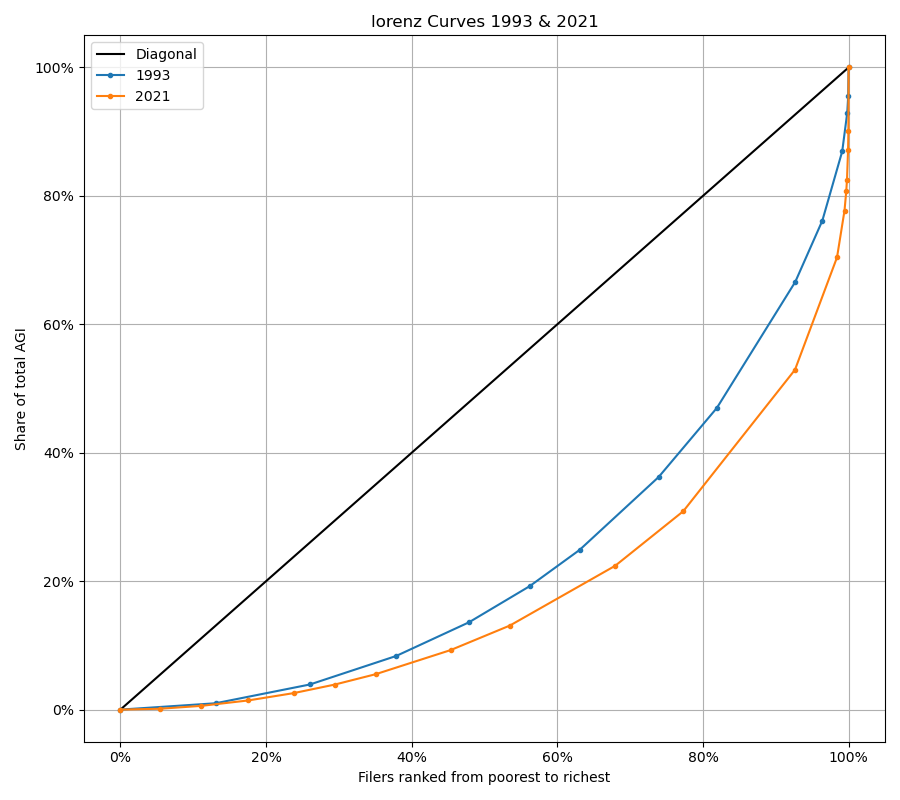 lorenz Curves 1993 & 2021
Diagonal
1993
2021
100%
80%
60%
40%
20%
0%
Share of total AGI
0% 20% 40% 60% 80% 100%
Filers ranked from poorest to richest